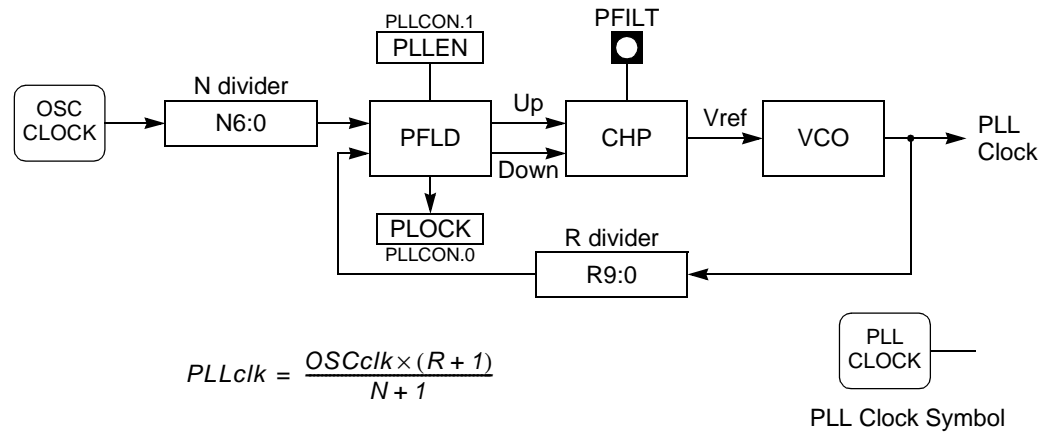 PLLCON.1
PLLEN
PFILT
N divider
OSC
CLOCK
N6:0
PFLD
Up
Down
CHP
Vref
VCO
PLL
Clock
PLOCK
PLLCON.0
R divider
R9:0
PLLclk = OSCclk × (R + 1)
N + 1
PLL
CLOCK
PLL Clock Symbol